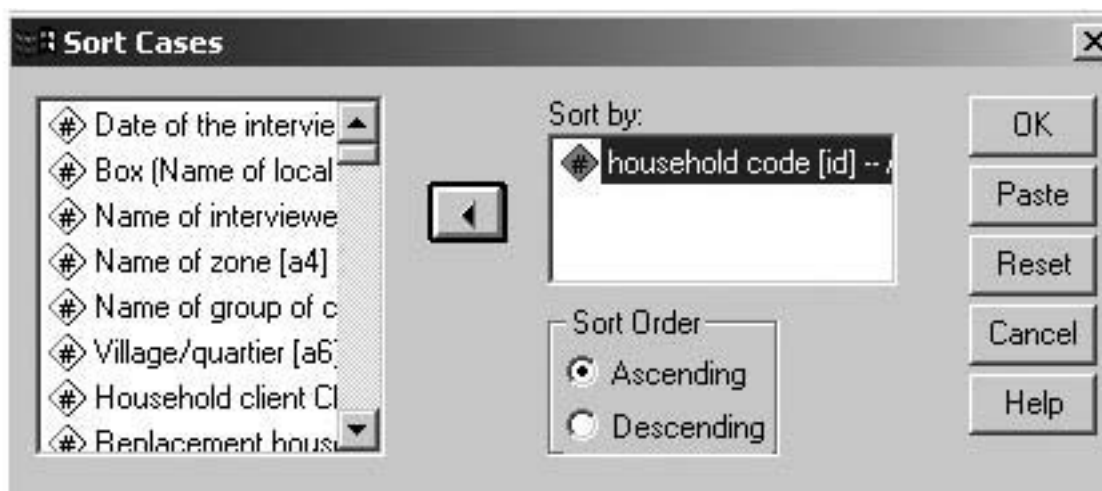 Sort Cases
# Date of the intervie
# Box (Name of local
# Name of interviewe
# Name of zone [a4]
# Name of group of c
# Village/quartier [a6]
# Household client Cl
# Replacement house
Sort by:
# household code [id] --
Sort Order
Ascending
Descending
OK
Paste
Reset
Cancel
Help